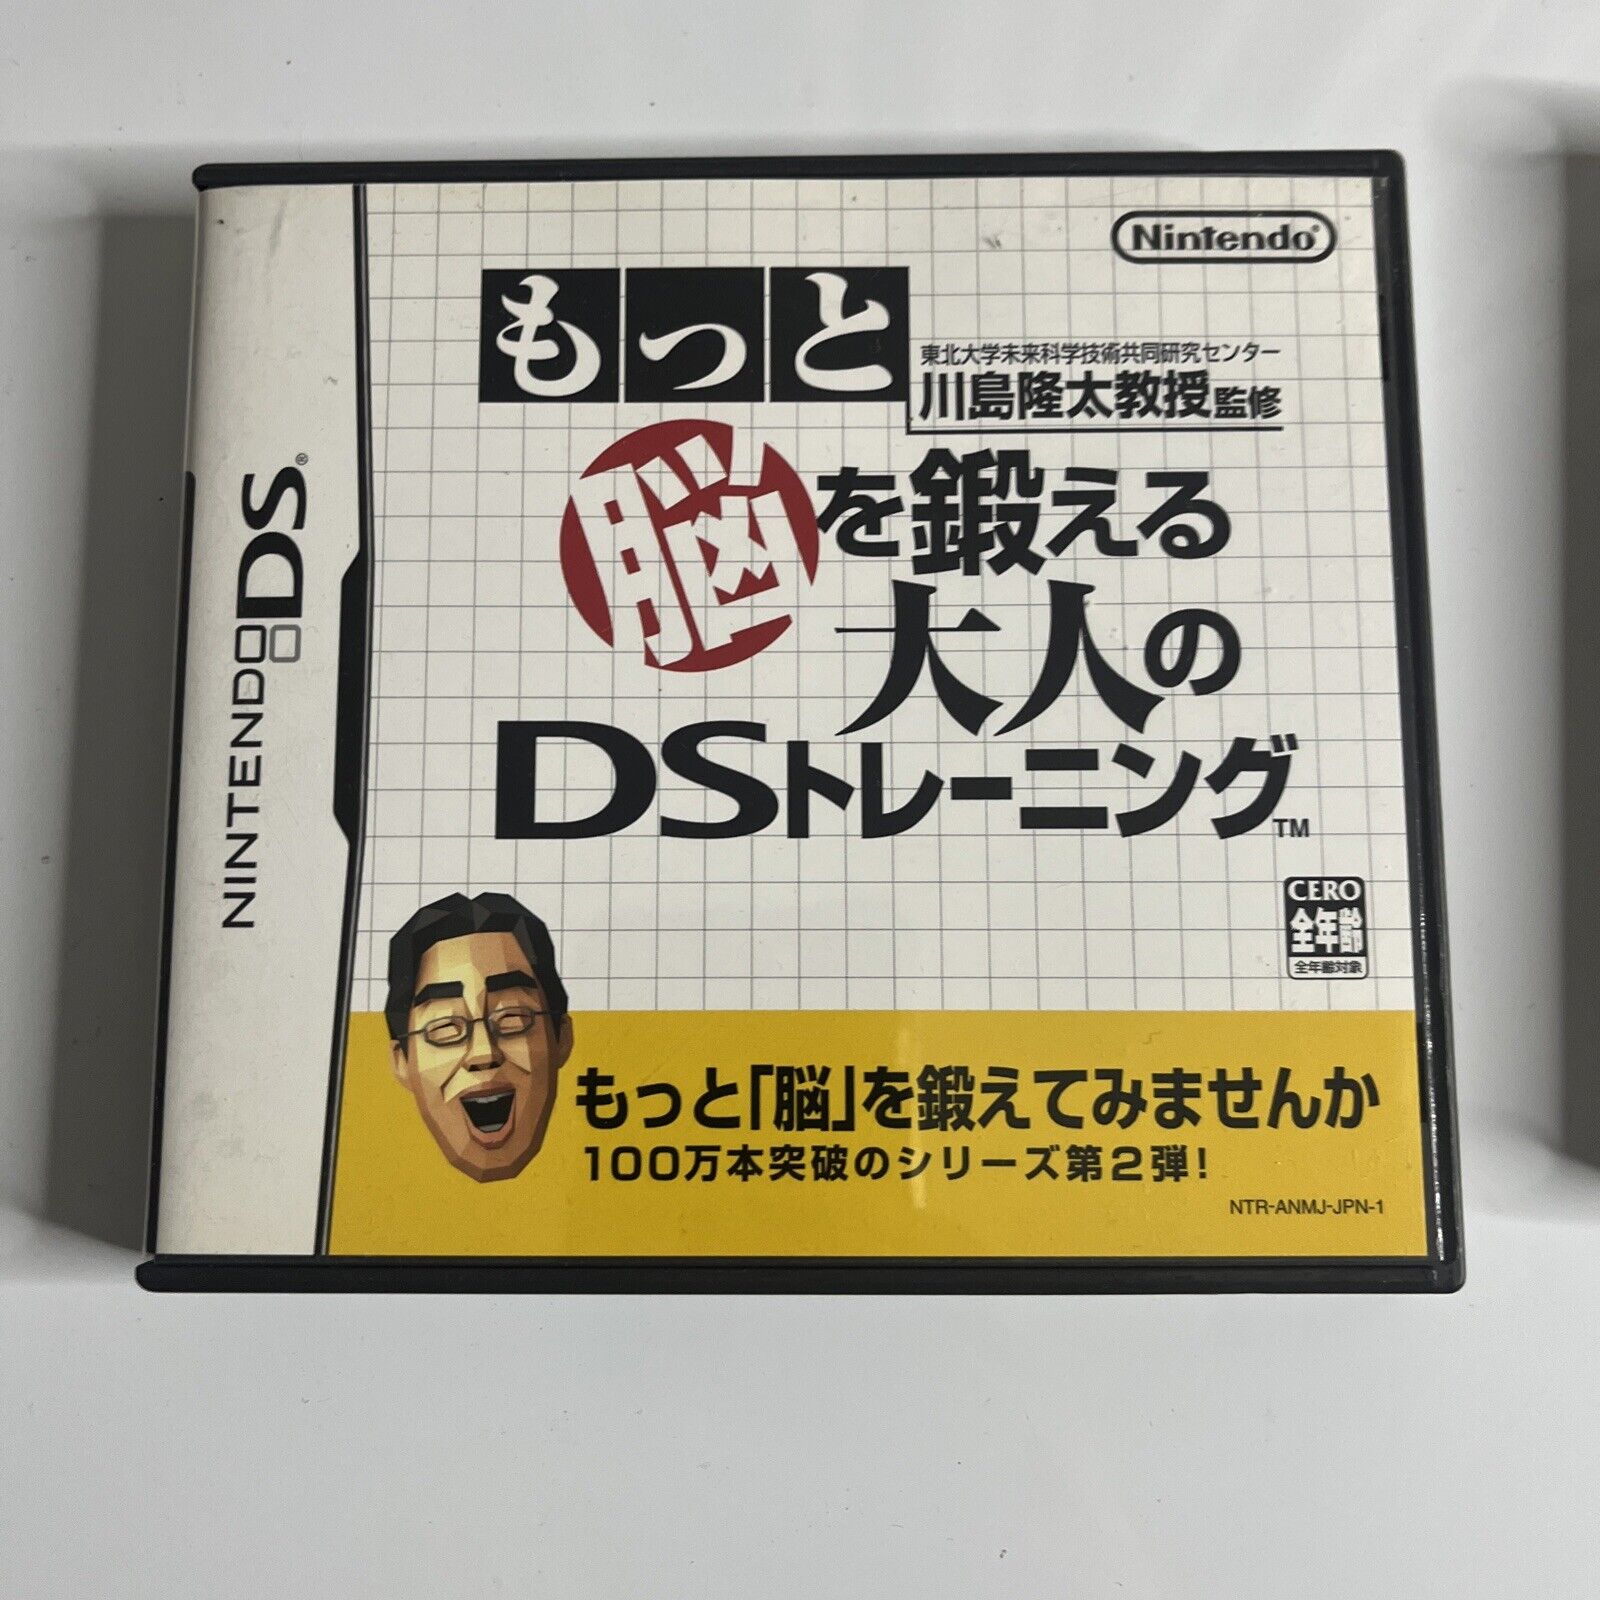 NINTENDO DS®
Nintendo®
もっと
東北大学未来科学技術共同研究センター
川島隆太教授監修
脳を鍛える
大人の
DSトレーニング™
CERO
全年齢
全年齢対象
もっと「脳」を鍛えてみませんか
100万本突破のシリーズ第2弾!
NTR-ANMJ-JPN-1